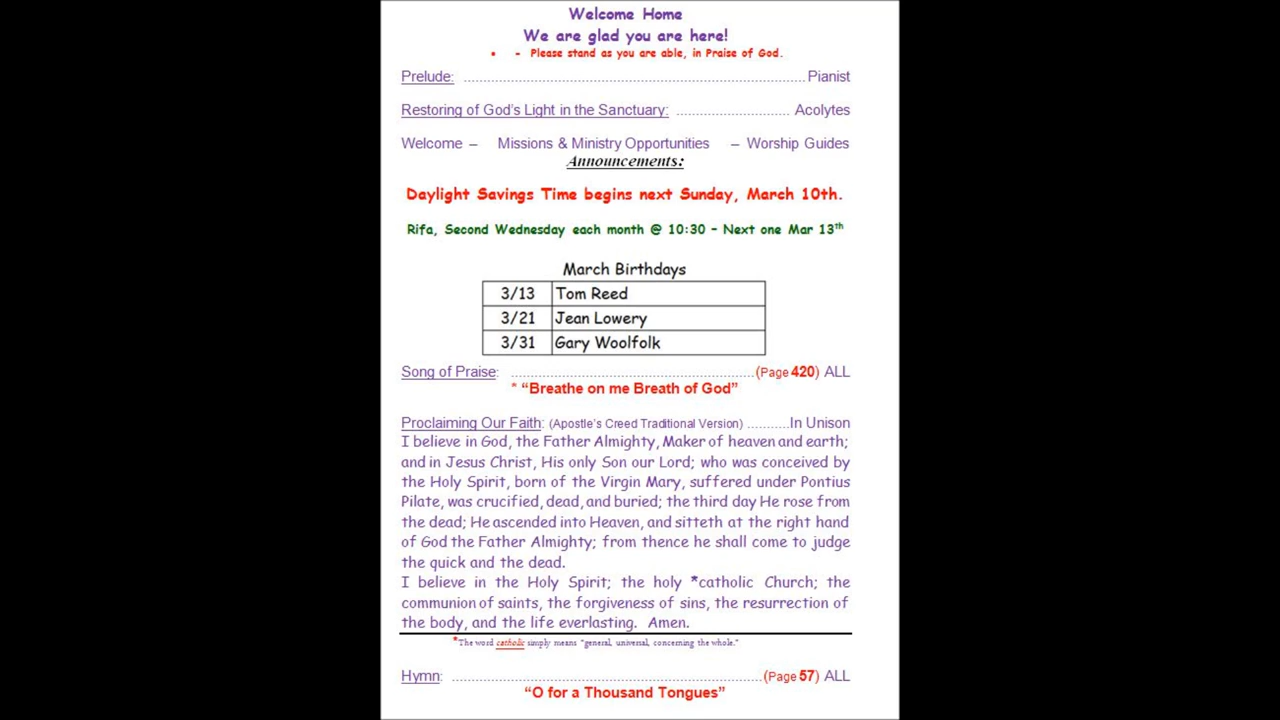 Welcome Home
We are glad you are here!
• - Please stand as you are able, in Praise of God.
Prelude: ..................................................................................Pianist
Restoring of God's Light in the Sanctuary: ........................... Acolytes
Welcome – Missions & Ministry Opportunities – Worship Guides
Announcements:
Daylight Savings Time begins next Sunday, March 10th.
Rifa, Second Wednesday each month @ 10:30 – Next one Mar 13th
March Birthdays
3/13 Tom Reed
3/21 Jean Lowery
3/31 Gary Woolfolk
Song of Praise: ..........................................................(Page 420) ALL
* “Breathe on me Breath of God”
Proclaiming Our Faith: (Apostle's Creed Traditional Version) ..........In Unison
I believe in God, the Father Almighty, Maker of heaven and earth;
and in Jesus Christ, His only Son our Lord; who was conceived by
the Holy Spirit, born of the Virgin Mary, suffered under Pontius
Pilate, was crucified, dead, and buried; the third day He rose from
the dead; He ascended into Heaven, and sitteth at the right hand
of God the Father Almighty; from thence he shall come to judge
the quick and the dead.
I believe in the Holy Spirit; the holy *catholic Church; the
communion of saints, the forgiveness of sins, the resurrection of
the body, and the life everlasting. Amen.
*The word catholic simply means "general, universal, concerning the whole."
Hymn: ..........................................................................(Page 57) ALL
“O for a Thousand Tongues”